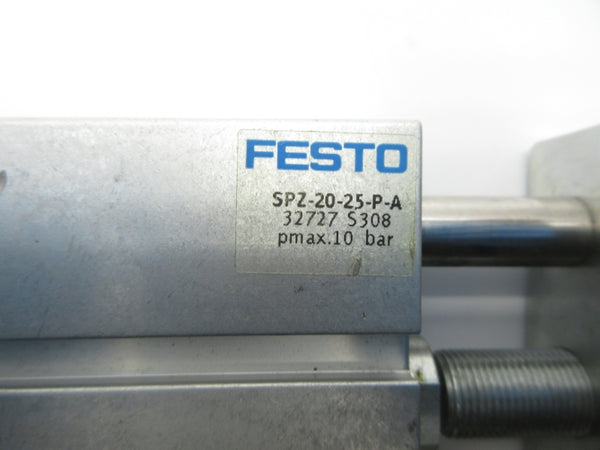 FESTO
SPZ-20-25-P-A
32727 S308
pmax.10 bar